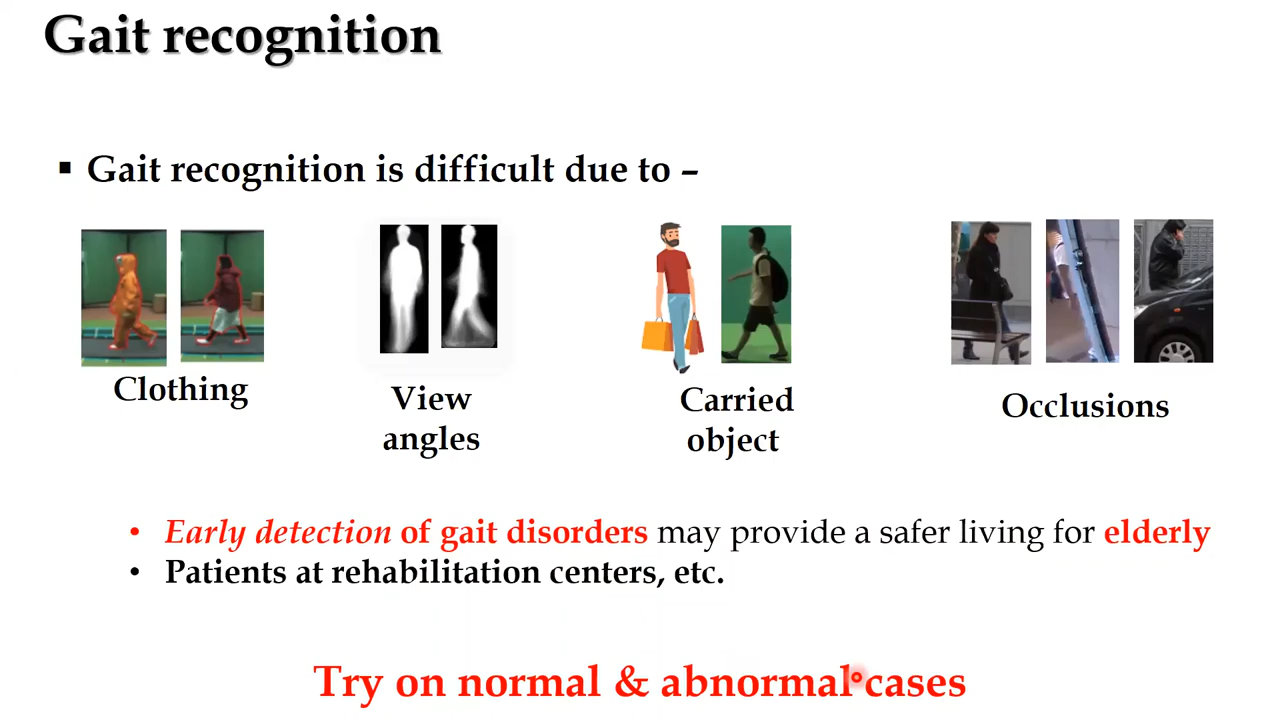 Gait recognition
▪ Gait recognition is difficult due to –
Clothing
View
angles
Carried
object
Occlusions
• Early detection of gait disorders may provide a safer living for elderly
• Patients at rehabilitation centers, etc.
Try on normal & abnormal cases